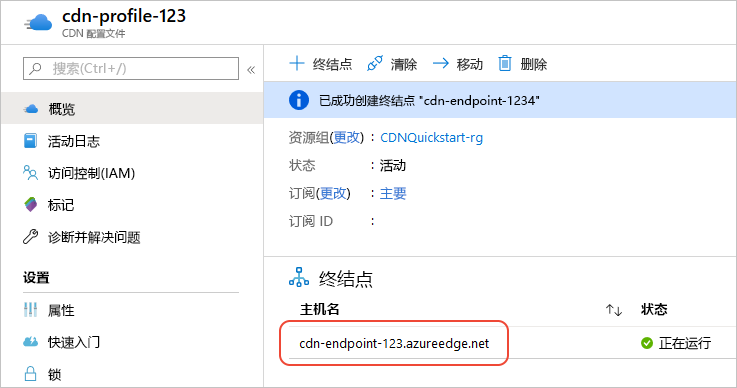 cdn-profile-123
CDN 配置文件
搜索(Ctrl+/)
«
概览
活动日志
访问控制(IAM)
标记
诊断并解决问题
设置
属性
快速入门
锁
终结点 清除 移动 删除
已成功创建终结点 "cdn-endpoint-1234"
资源组(更改) : CDNQuickstart-rg
状态 : 活动
订阅(更改) : 主要
订阅 ID :
终结点
主机名 ↑↓ 状态
cdn-endpoint-123.azureedge.net 正在运行